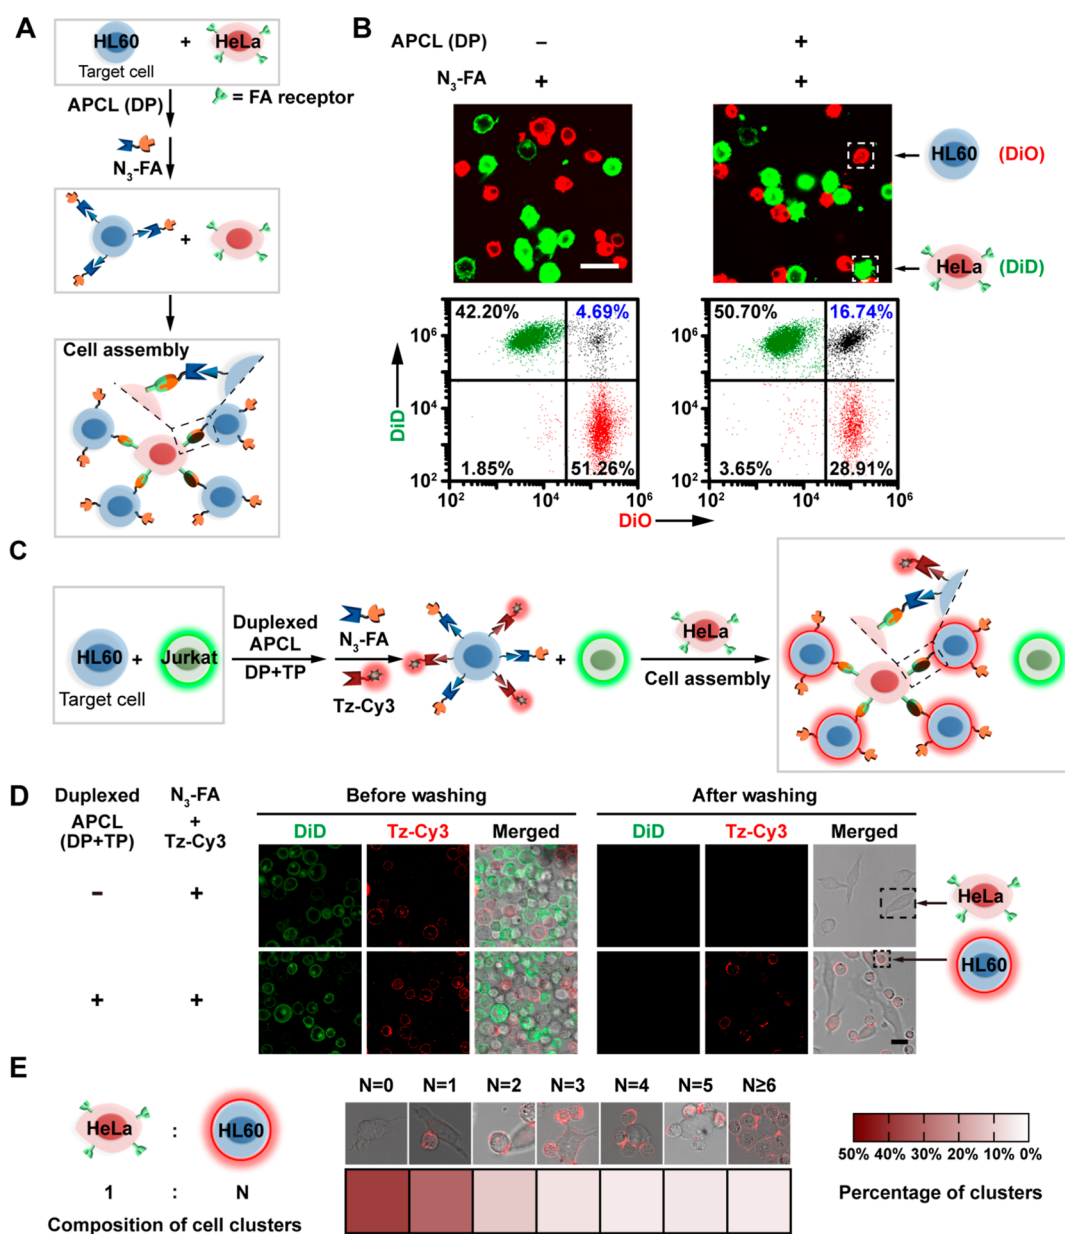 A
HL60
+
HeLa
Target cell
= FA receptor
APCL (DP)
N₃-FA
+
Cell assembly
B
APCL (DP) – +
N₃-FA + +
HL60 (DiO)
HeLa (DiD)
42.20% 4.69%
1.85% 51.26%
50.70% 16.74%
3.65% 28.91%
10⁶
10⁴
10²
10² 10⁴ 10⁶
10⁶
10⁴
10²
10² 10⁴ 10⁶
DiD
DiO
C
HL60 + Jurkat
Target cell
Duplexed
APCL
DP+TP
N₃-FA
Tz-Cy3
+
HeLa
Cell assembly
D
Duplexed
APCL
(DP+TP)
N₃-FA
+
Tz-Cy3
Before washing After washing
DiD Tz-Cy3 Merged DiD Tz-Cy3 Merged
– +
HeLa
+ +
HL60
E
HeLa : HL60
1 : N
Composition of cell clusters
N=0 N=1 N=2 N=3 N=4 N=5 N≥6
50% 40% 30% 20% 10% 0%
Percentage of clusters